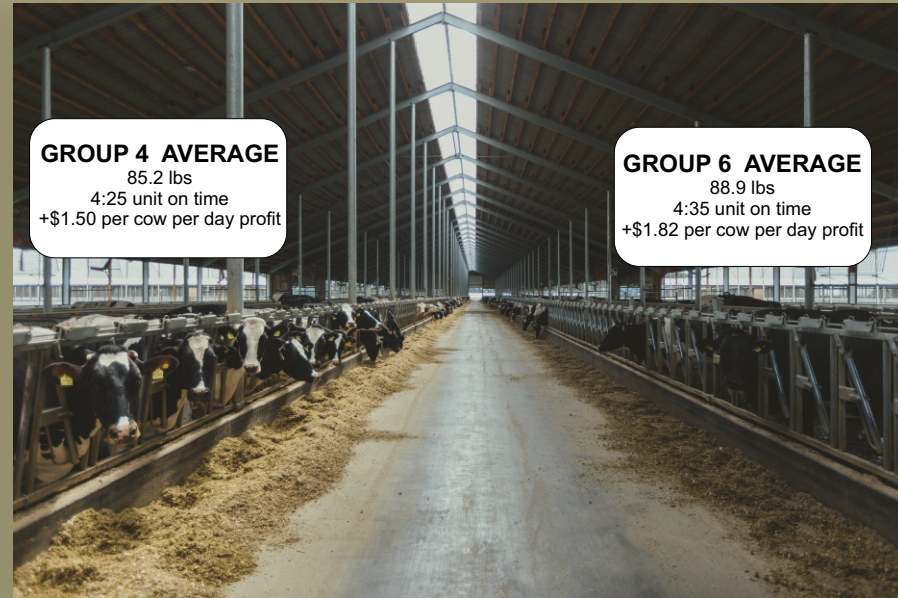 GROUP 4 AVERAGE
85.2 lbs
4:25 unit on time
+$1.50 per cow per day profit
GROUP 6 AVERAGE
88.9 lbs
4:35 unit on time
+$1.82 per cow per day profit